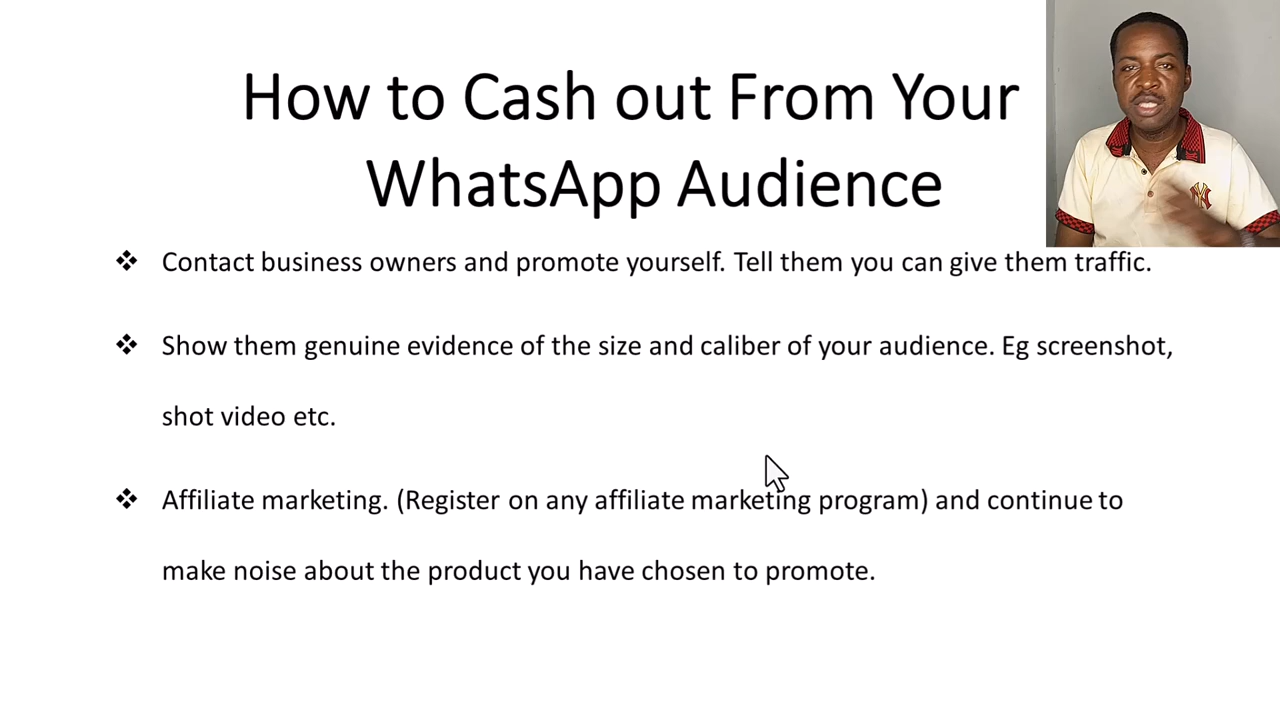 How to Cash out From Your
WhatsApp Audience
Contact business owners and promote yourself. Tell them you can give them traffic.
Show them genuine evidence of the size and caliber of your audience. Eg screenshot,
shot video etc.
Affiliate marketing. (Register on any affiliate marketing program) and continue to
make noise about the product you have chosen to promote.